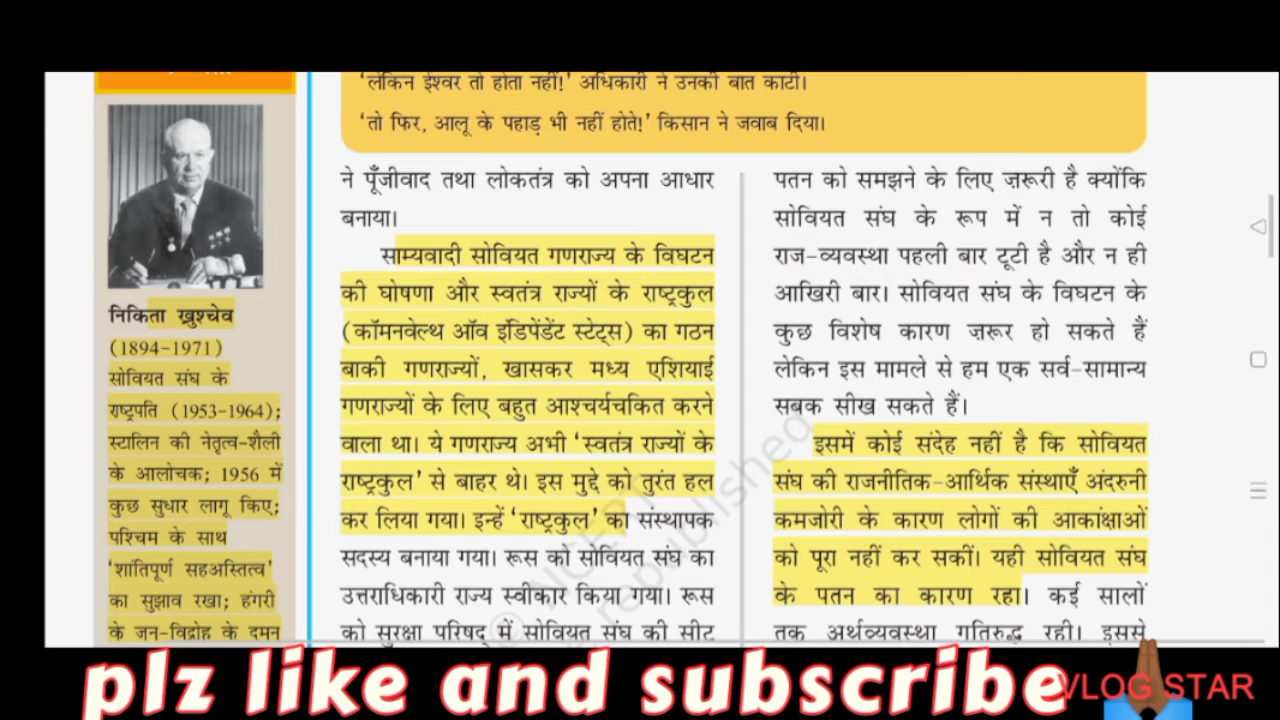 'लेकिन ईश्वर तो होता नहीं!' अधिकारी ने उनकी बात काटी।
'तो फिर, आलू के पहाड़ भी नहीं होते!' किसान ने जवाब दिया।
निकिता ख्रुश्चेव
(1894-1971)
सोवियत संघ के
राष्ट्रपति (1953-1964);
स्टालिन की नेतृत्व-शैली
के आलोचक; 1956 में
कुछ सुधार लागू किए;
पश्चिम के साथ
'शांतिपूर्ण सहअस्तित्व'
का सुझाव रखा; हंगरी
के जन-विद्रोह के दमन
ने पूँजीवाद तथा लोकतंत्र को अपना आधार
बनाया।
साम्यवादी सोवियत गणराज्य के विघटन
की घोषणा और स्वतंत्र राज्यों के राष्ट्रकुल
(कॉमनवेल्थ ऑव इंडिपेंडेंट स्टेट्स) का गठन
बाकी गणराज्यों, खासकर मध्य एशियाई
गणराज्यों के लिए बहुत आश्चर्यचकित करने
वाला था। ये गणराज्य अभी 'स्वतंत्र राज्यों के
राष्ट्रकुल' से बाहर थे। इस मुद्दे को तुरंत हल
कर लिया गया। इन्हें 'राष्ट्रकुल' का संस्थापक
सदस्य बनाया गया। रूस को सोवियत संघ का
उत्तराधिकारी राज्य स्वीकार किया गया। रूस
को सुरक्षा परिषद् में सोवियत संघ की सीट
पतन को समझने के लिए ज़रूरी है क्योंकि
सोवियत संघ के रूप में न तो कोई
राज-व्यवस्था पहली बार टूटी है और न ही
आखिरी बार। सोवियत संघ के विघटन के
कुछ विशेष कारण ज़रूर हो सकते हैं
लेकिन इस मामले से हम एक सर्व-सामान्य
सबक सीख सकते हैं।
इसमें कोई संदेह नहीं है कि सोवियत
संघ की राजनीतिक-आर्थिक संस्थाएँ अंदरुनी
कमजोरी के कारण लोगों की आकांक्षाओं
को पूरा नहीं कर सकीं। यही सोवियत संघ
के पतन का कारण रहा। कई सालों
तक अर्थव्यवस्था गतिरुद्ध रही। इससे
© NCERT
republished
plz like and subscribe
VLOG STAR